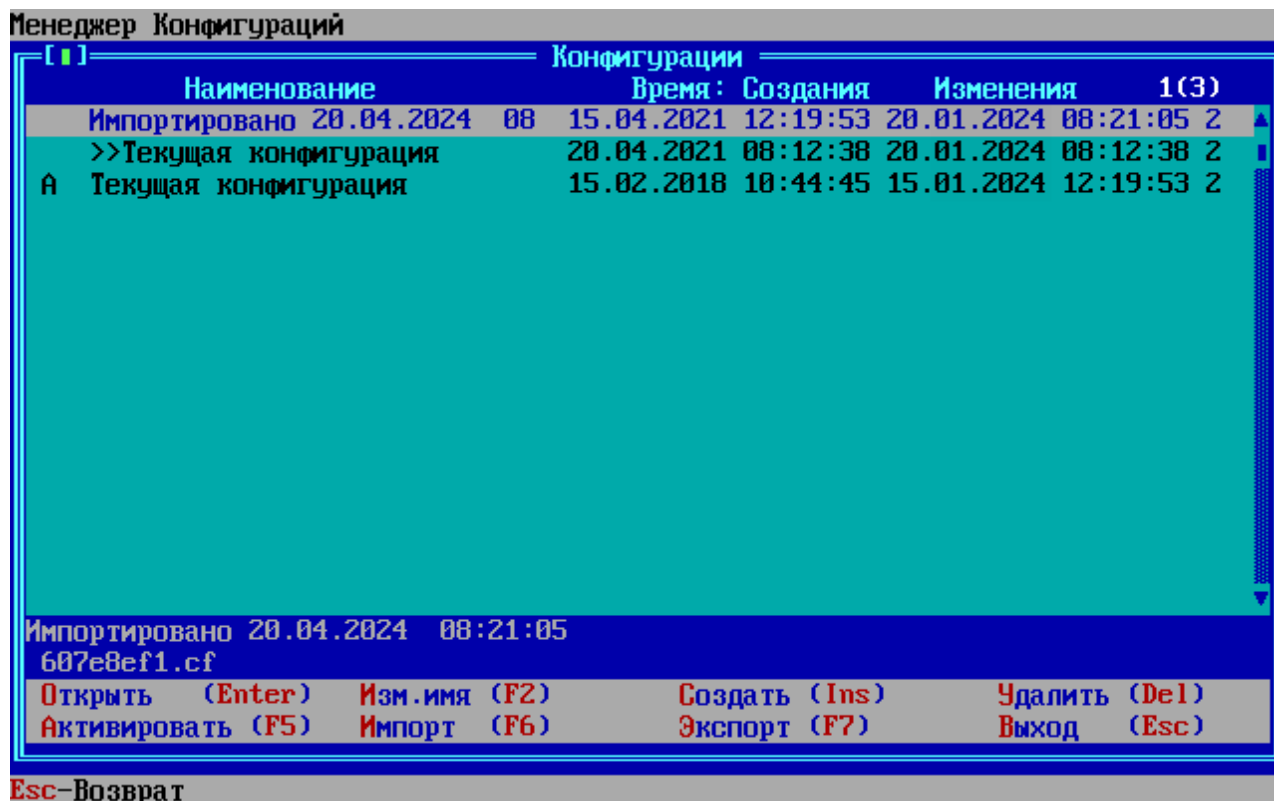 Менеджер Конфигураций
Конфигурации
Наименование Время: Создания Изменения 1(3)
Импортировано 20.04.2024 08 15.04.2021 12:19:53 20.01.2024 08:21:05 2
>>Текущая конфигурация 20.04.2021 08:12:38 20.01.2024 08:12:38 2
А Текущая конфигурация 15.02.2018 10:44:45 15.01.2024 12:19:53 2
Импортировано 20.04.2024 08:21:05
607e8ef1.cf
Открыть (Enter) Изм.имя (F2) Создать (Ins) Удалить (Del)
Активировать (F5) Импорт (F6) Экспорт (F7) Выход (Esc)
Esc-Возврат